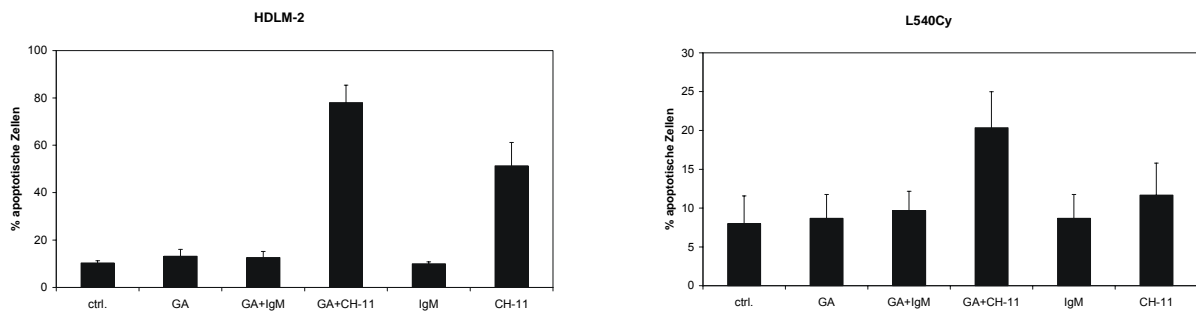 HDLM-2
% apoptotische Zellen
100
80
60
40
20
0
ctrl. GA GA+IgM GA+CH-11 IgM CH-11
L540Cy
% apoptotische Zellen
30
25
20
15
10
5
0
ctrl. GA GA+IgM GA+CH-11 IgM CH-11